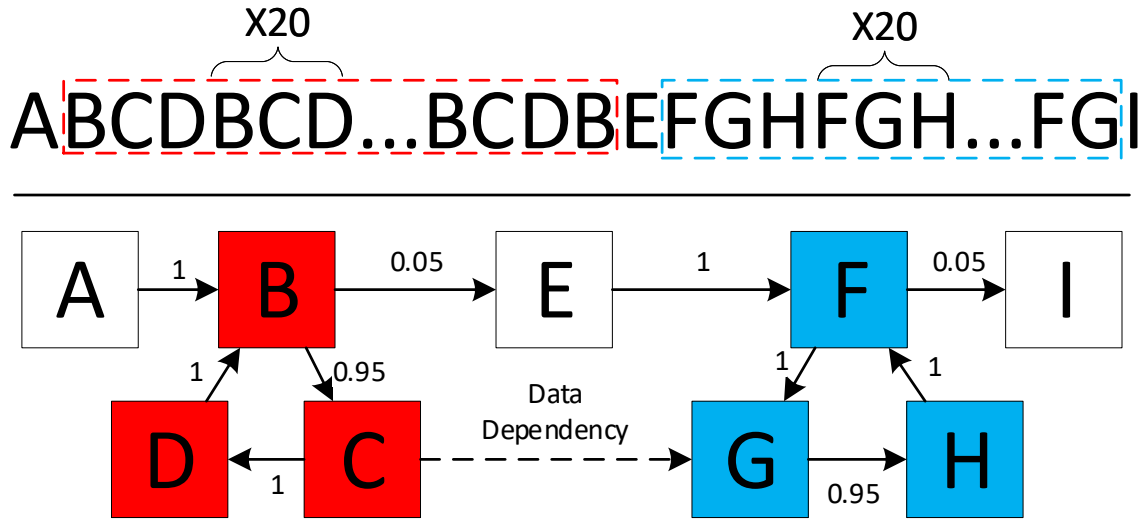 X20 X20
ABCDBCD...BCDBEFGHFGH...FGI
A 1 B 0.05 E 1 F 0.05 I
1 0.95 1 1
Data
Dependency
D 1 C G 0.95 H